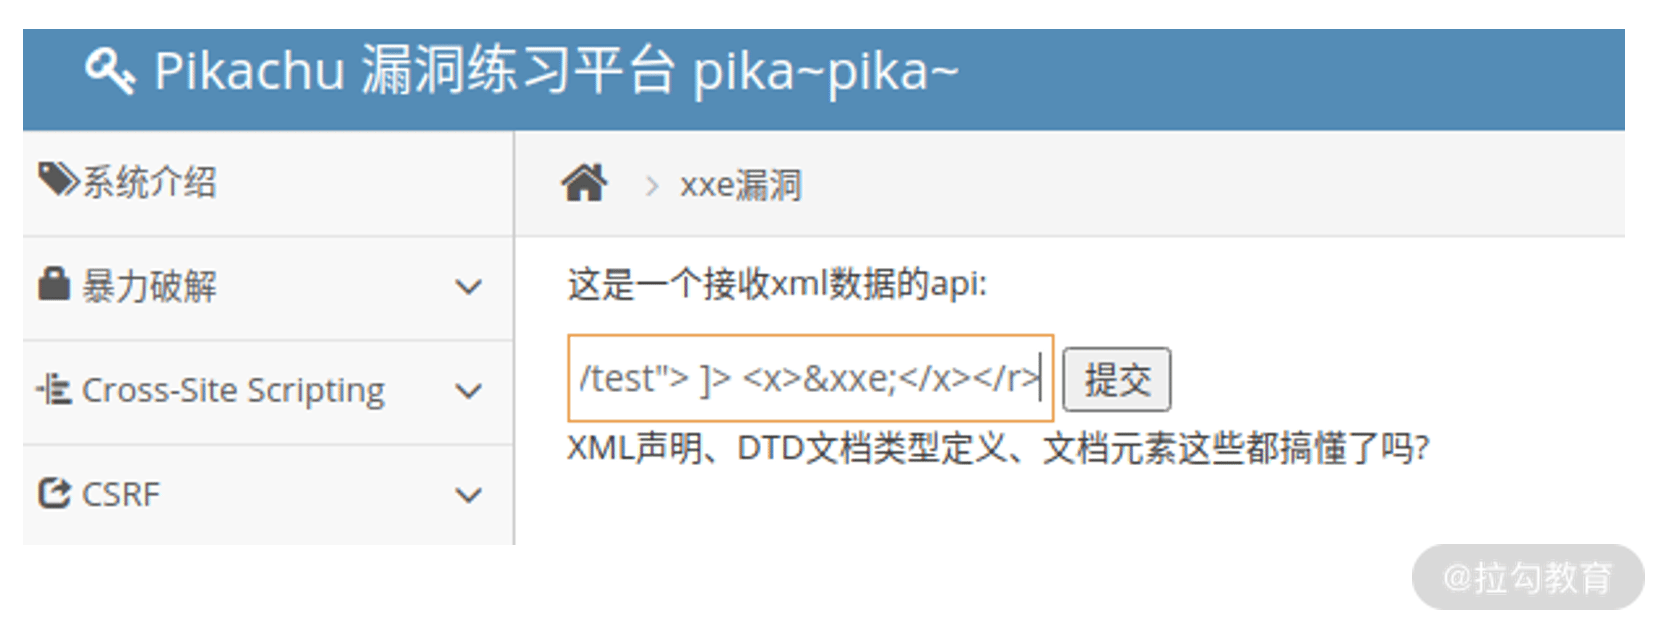 Pikachu 漏洞练习平台 pika~pika~
系统介绍
xxe漏洞
暴力破解
这是一个接收xml数据的api:
/test"> ]> <x>&xxe;</x></r>
提交
Cross-Site Scripting
XML声明、DTD文档类型定义、文档元素这些都搞懂了吗?
CSRF
@拉勾教育